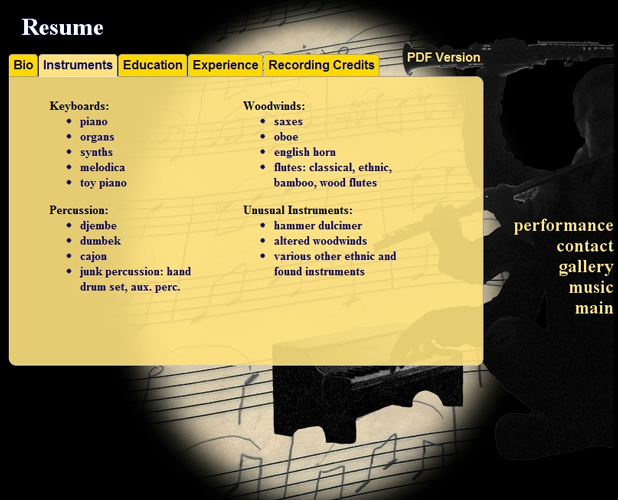 Resume
Bio
Instruments
Education
Experience
Recording Credits
PDF Version
Keyboards:
piano
organs
synths
melodica
toy piano
Percussion:
djembe
dumbek
cajon
junk percussion: hand
drum set, aux. perc.
Woodwinds:
saxes
oboe
english horn
flutes: classical, ethnic,
bamboo, wood flutes
Unusual Instruments:
hammer dulcimer
altered woodwinds
various other ethnic and
found instruments
performance
contact
gallery
music
main